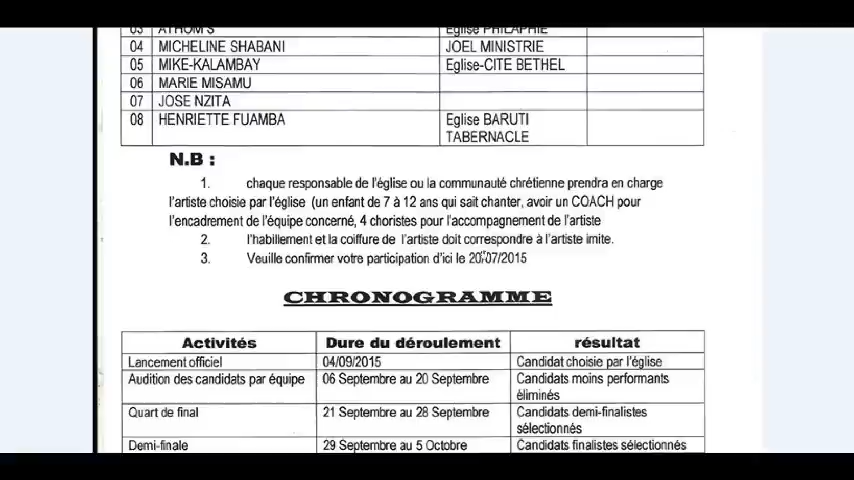 03 ATHOM'S Eglise PHILAPHIE
04 MICHELINE SHABANI JOEL MINISTRIE
05 MIKE-KALAMBAY Eglise-CITE BETHEL
06 MARIE MISAMU
07 JOSE NZITA
08 HENRIETTE FUAMBA Eglise BARUTI
TABERNACLE
N.B :
1. chaque responsable de l'église ou la communauté chrétienne prendra en charge
l'artiste choisie par l'église (un enfant de 7 à 12 ans qui sait chanter, avoir un COACH pour
l'encadrement de l'équipe concerné, 4 choristes pour l'accompagnement de l'artiste
2. l'habillement et la coiffure de l'artiste doit correspondre à l'artiste imite.
3. Veuille confirmer votre participation d'ici le 20/07/2015
CHRONOGRAMME
Activités Dure du déroulement résultat
Lancement officiel 04/09/2015 Candidat choisie par l'église
Audition des candidats par équipe 06 Septembre au 20 Septembre Candidats moins performants
éliminés
Quart de final 21 Septembre au 28 Septembre Candidats demi-finalistes
sélectionnés
Demi-finale 29 Septembre au 5 Octobre Candidats finalistes sélectionnés